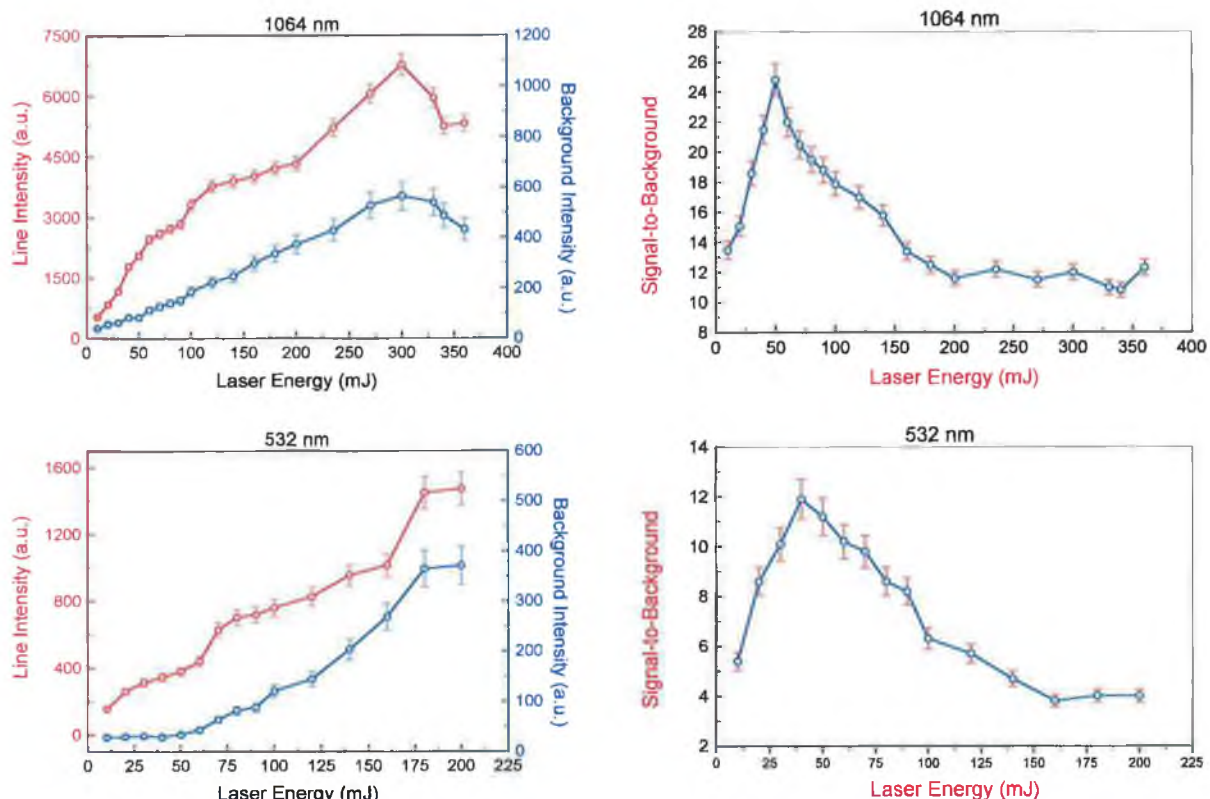 1064 nm
7500
6000
4500
3000
1500
0
Line Intensity (a.u.)
1200
1000
800
600
400
200
0
Background Intensity (a.u.)
0 50 100 150 200 250 300 350 400
Laser Energy (mJ)
1064 nm
28
26
24
22
20
18
16
14
12
10
8
Signal-to-Background
0 50 100 150 200 250 300 350 400
Laser Energy (mJ)
532 nm
1600
1200
800
400
0
Line Intensity (a.u.)
600
500
400
300
200
100
0
Background Intensity (a.u.)
0 25 50 75 100 125 150 175 200 225
Laser Energy (mJ)
532 nm
14
12
10
8
6
4
2
Signal-to-Background
0 25 50 75 100 125 150 175 200 225
Laser Energy (mJ)